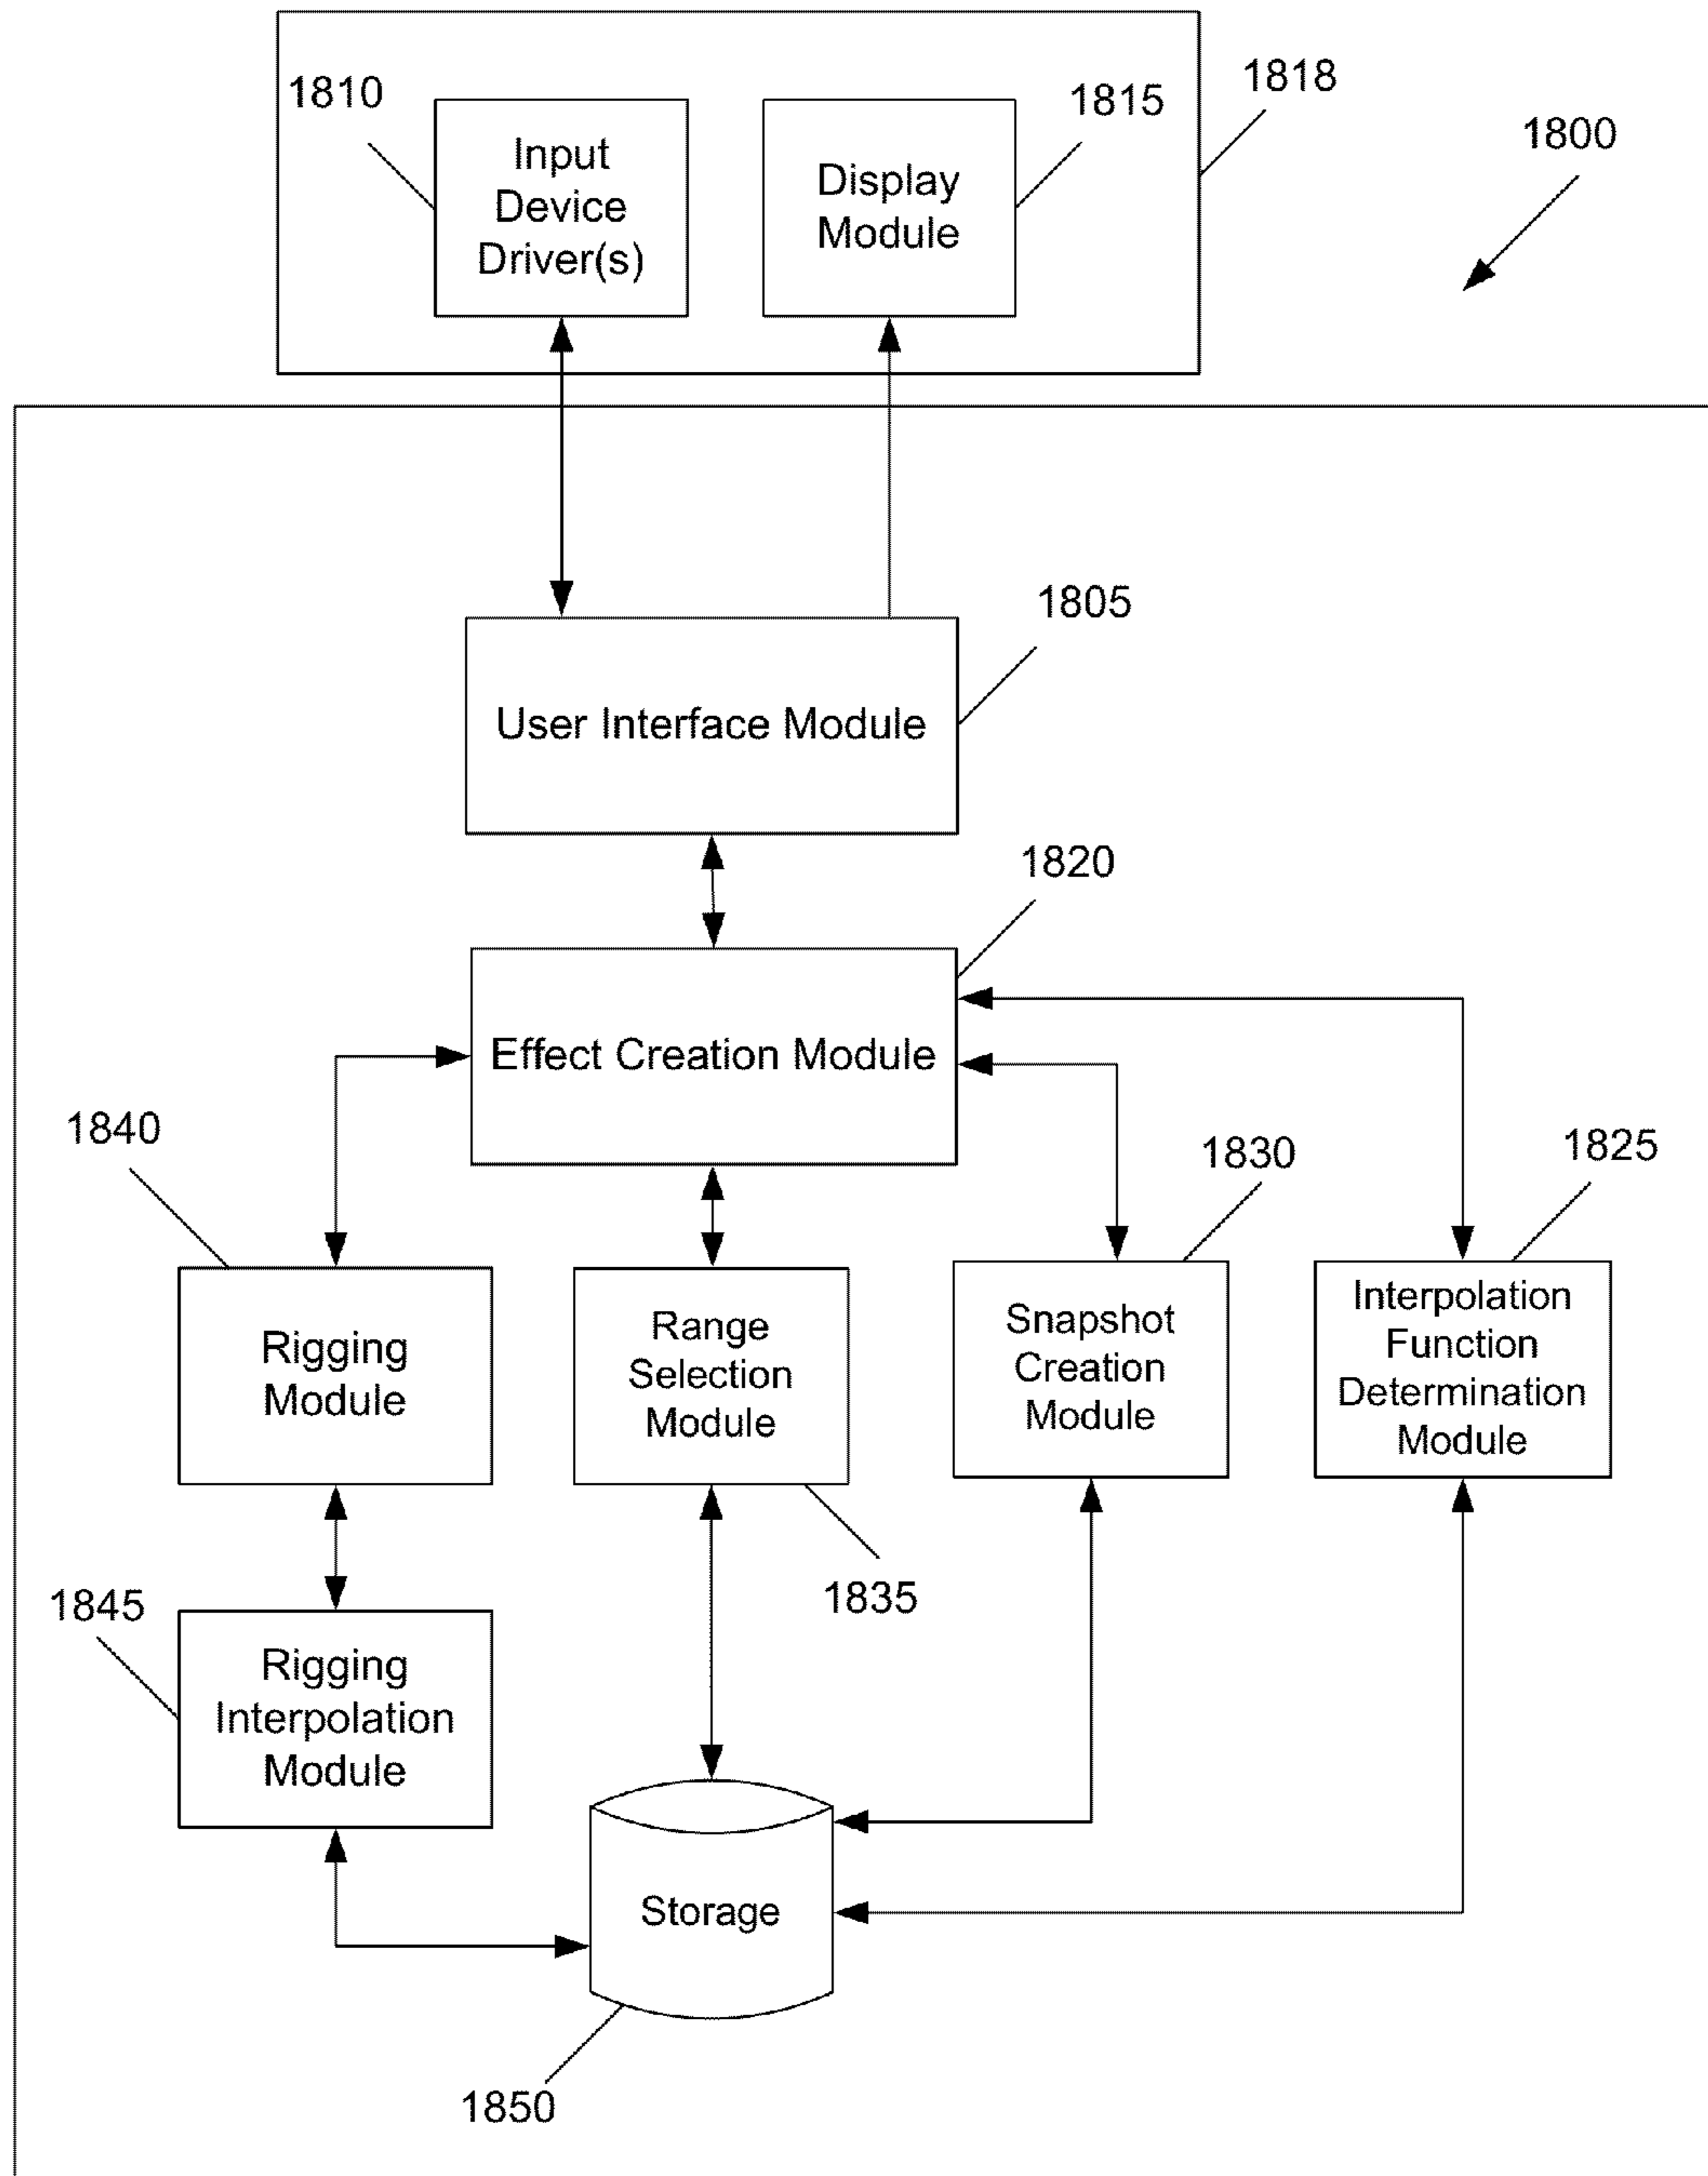 1810
1815
1818
1800
Input
Device
Driver(s)
Display
Module
1805
User Interface Module
1820
Effect Creation Module
1840
1830
1825
Rigging
Module
Range
Selection
Module
Snapshot
Creation
Module
Interpolation
Function
Determination
Module
1835
1845
Rigging
Interpolation
Module
Storage
1850